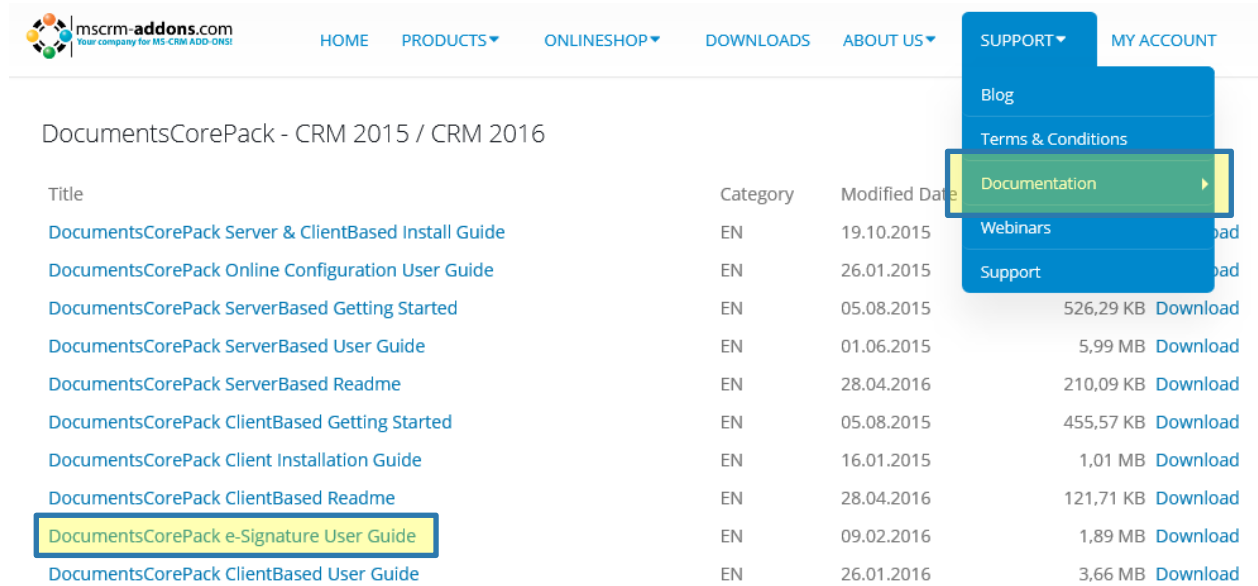 mscrm-addons.com
Your company for MS-CRM ADD-ONS!
HOME PRODUCTS ONLINESHOP DOWNLOADS ABOUT US SUPPORT MY ACCOUNT
Blog
Terms & Conditions
Documentation
Webinars
Support
DocumentsCorePack - CRM 2015 / CRM 2016
Title Category Modified Date
DocumentsCorePack Server & ClientBased Install Guide EN 19.10.2015
DocumentsCorePack Online Configuration User Guide EN 26.01.2015
DocumentsCorePack ServerBased Getting Started EN 05.08.2015 526,29 KB Download
DocumentsCorePack ServerBased User Guide EN 01.06.2015 5,99 MB Download
DocumentsCorePack ServerBased Readme EN 28.04.2016 210,09 KB Download
DocumentsCorePack ClientBased Getting Started EN 05.08.2015 455,57 KB Download
DocumentsCorePack Client Installation Guide EN 16.01.2015 1,01 MB Download
DocumentsCorePack ClientBased Readme EN 28.04.2016 121,71 KB Download
DocumentsCorePack e-Signature User Guide EN 09.02.2016 1,89 MB Download
DocumentsCorePack ClientBased User Guide EN 26.01.2016 3,66 MB Download